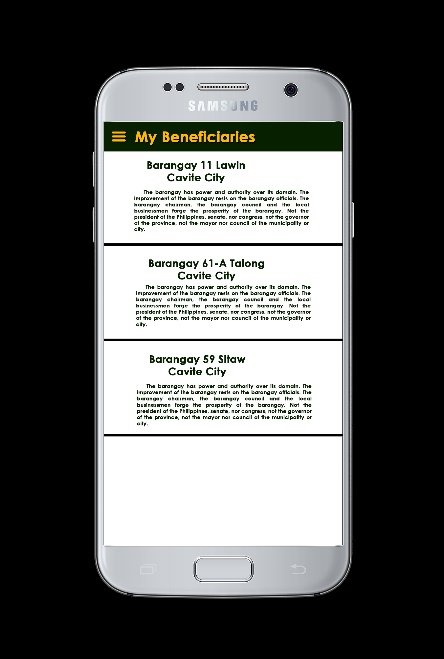 SAMSUNG
My Beneficiaries
Barangay 11 Lawin
Cavite City
The barangay has power and authority over its domain. The
improvement of the barangay rests on the barangay officials. The
barangay chairman, the barangay council and the local
businessmen forge the prosperity of the barangay. Not the
president of the Philippines, senate, nor congress, not the governor
of the province, not the mayor nor council of the municipality or
city.
Barangay 61-A Talong
Cavite City
The barangay has power and authority over its domain. The
improvement of the barangay rests on the barangay officials. The
barangay chairman, the barangay council and the local
businessmen forge the prosperity of the barangay. Not the
president of the Philippines, senate, nor congress, not the governor
of the province, not the mayor nor council of the municipality or
city.
Barangay 59 Sitaw
Cavite City
The barangay has power and authority over its domain. The
improvement of the barangay rests on the barangay officials. The
barangay chairman, the barangay council and the local
businessmen forge the prosperity of the barangay. Not the
president of the Philippines, senate, nor congress, not the governor
of the province, not the mayor nor council of the municipality or
city.